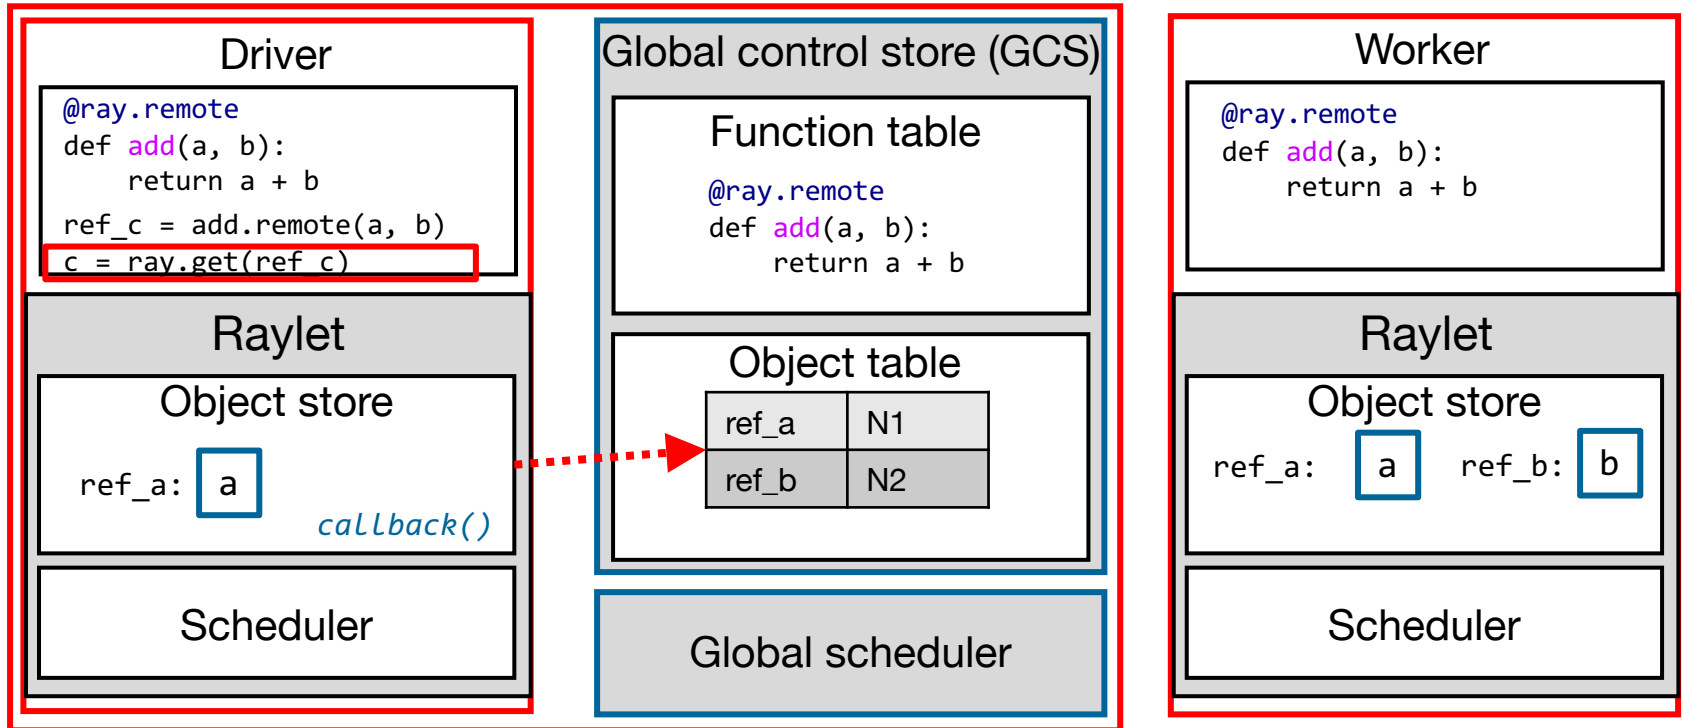 Driver
@ray.remote
def add(a, b):
    return a + b
ref_c = add.remote(a, b)
c = ray.get(ref_c)
Raylet
Object store
ref_a: a
callback()
Scheduler
Global control store (GCS)
Function table
@ray.remote
def add(a, b):
    return a + b
Object table
ref_a N1
ref_b N2
Global scheduler
Worker
@ray.remote
def add(a, b):
    return a + b
Raylet
Object store
ref_a: a ref_b: b
Scheduler